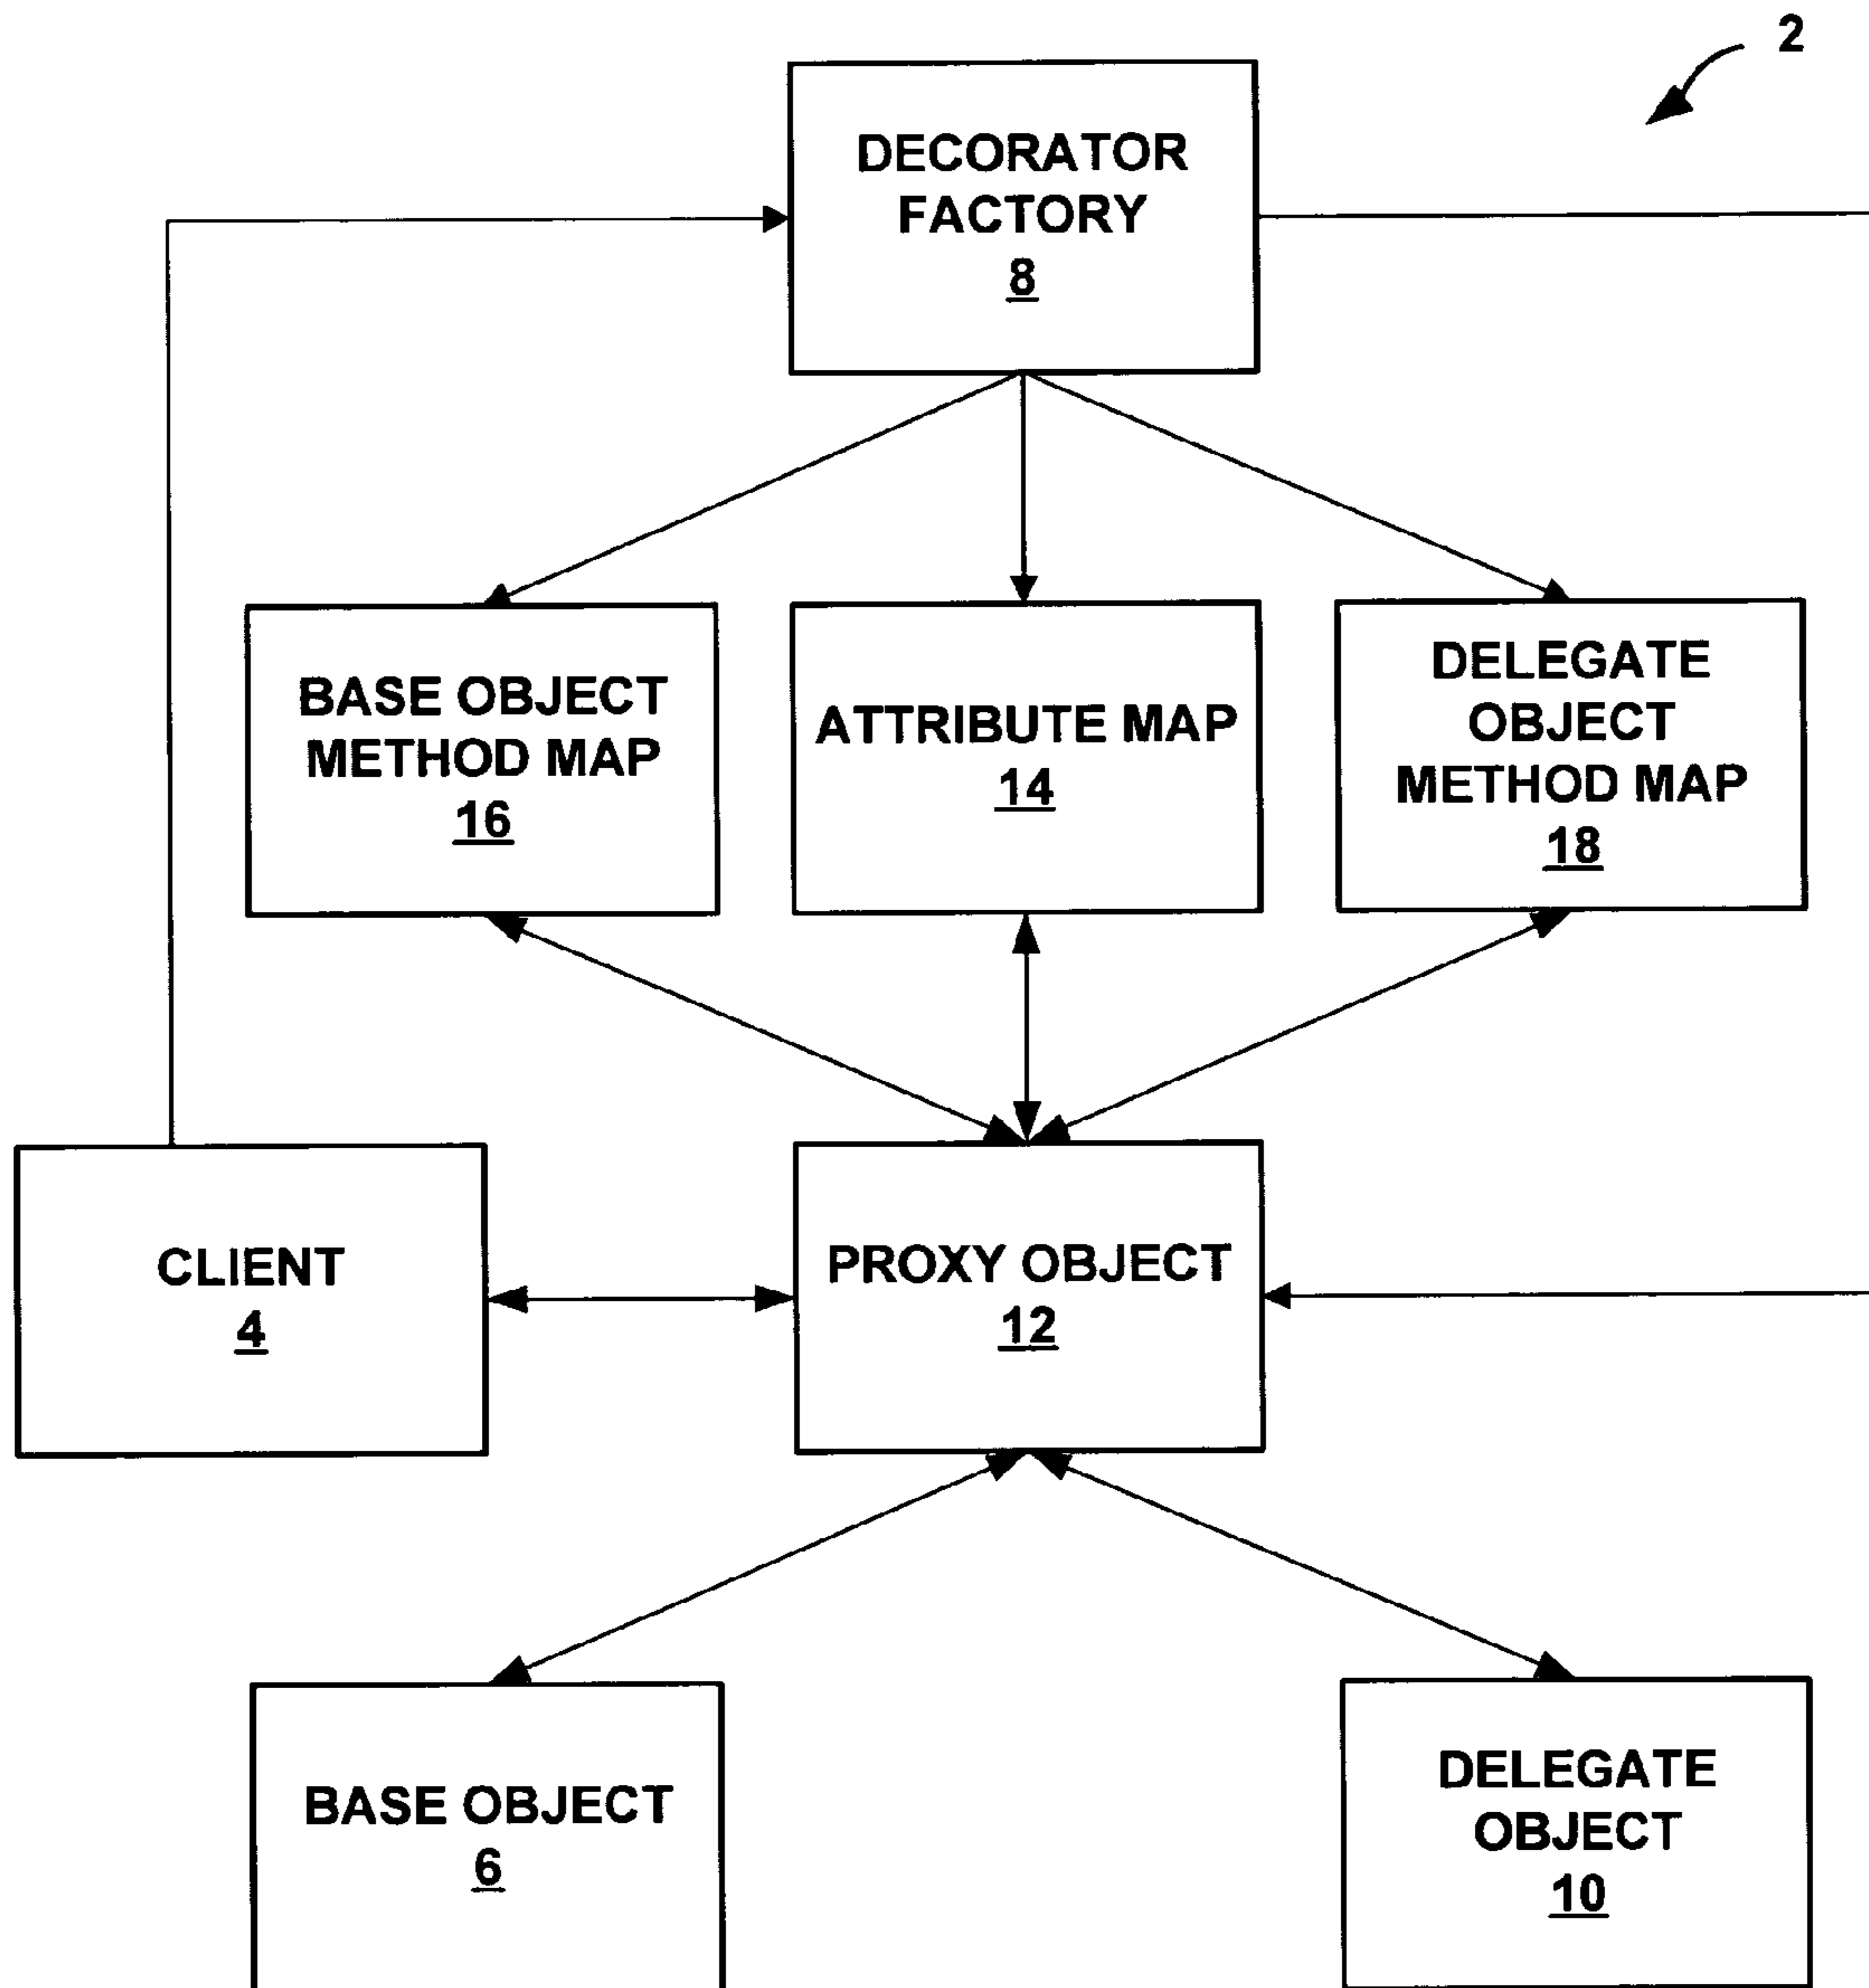 2
DECORATOR
FACTORY
8
BASE OBJECT
METHOD MAP
16
ATTRIBUTE MAP
14
DELEGATE
OBJECT
METHOD MAP
18
CLIENT
4
PROXY OBJECT
12
BASE OBJECT
6
DELEGATE
OBJECT
10